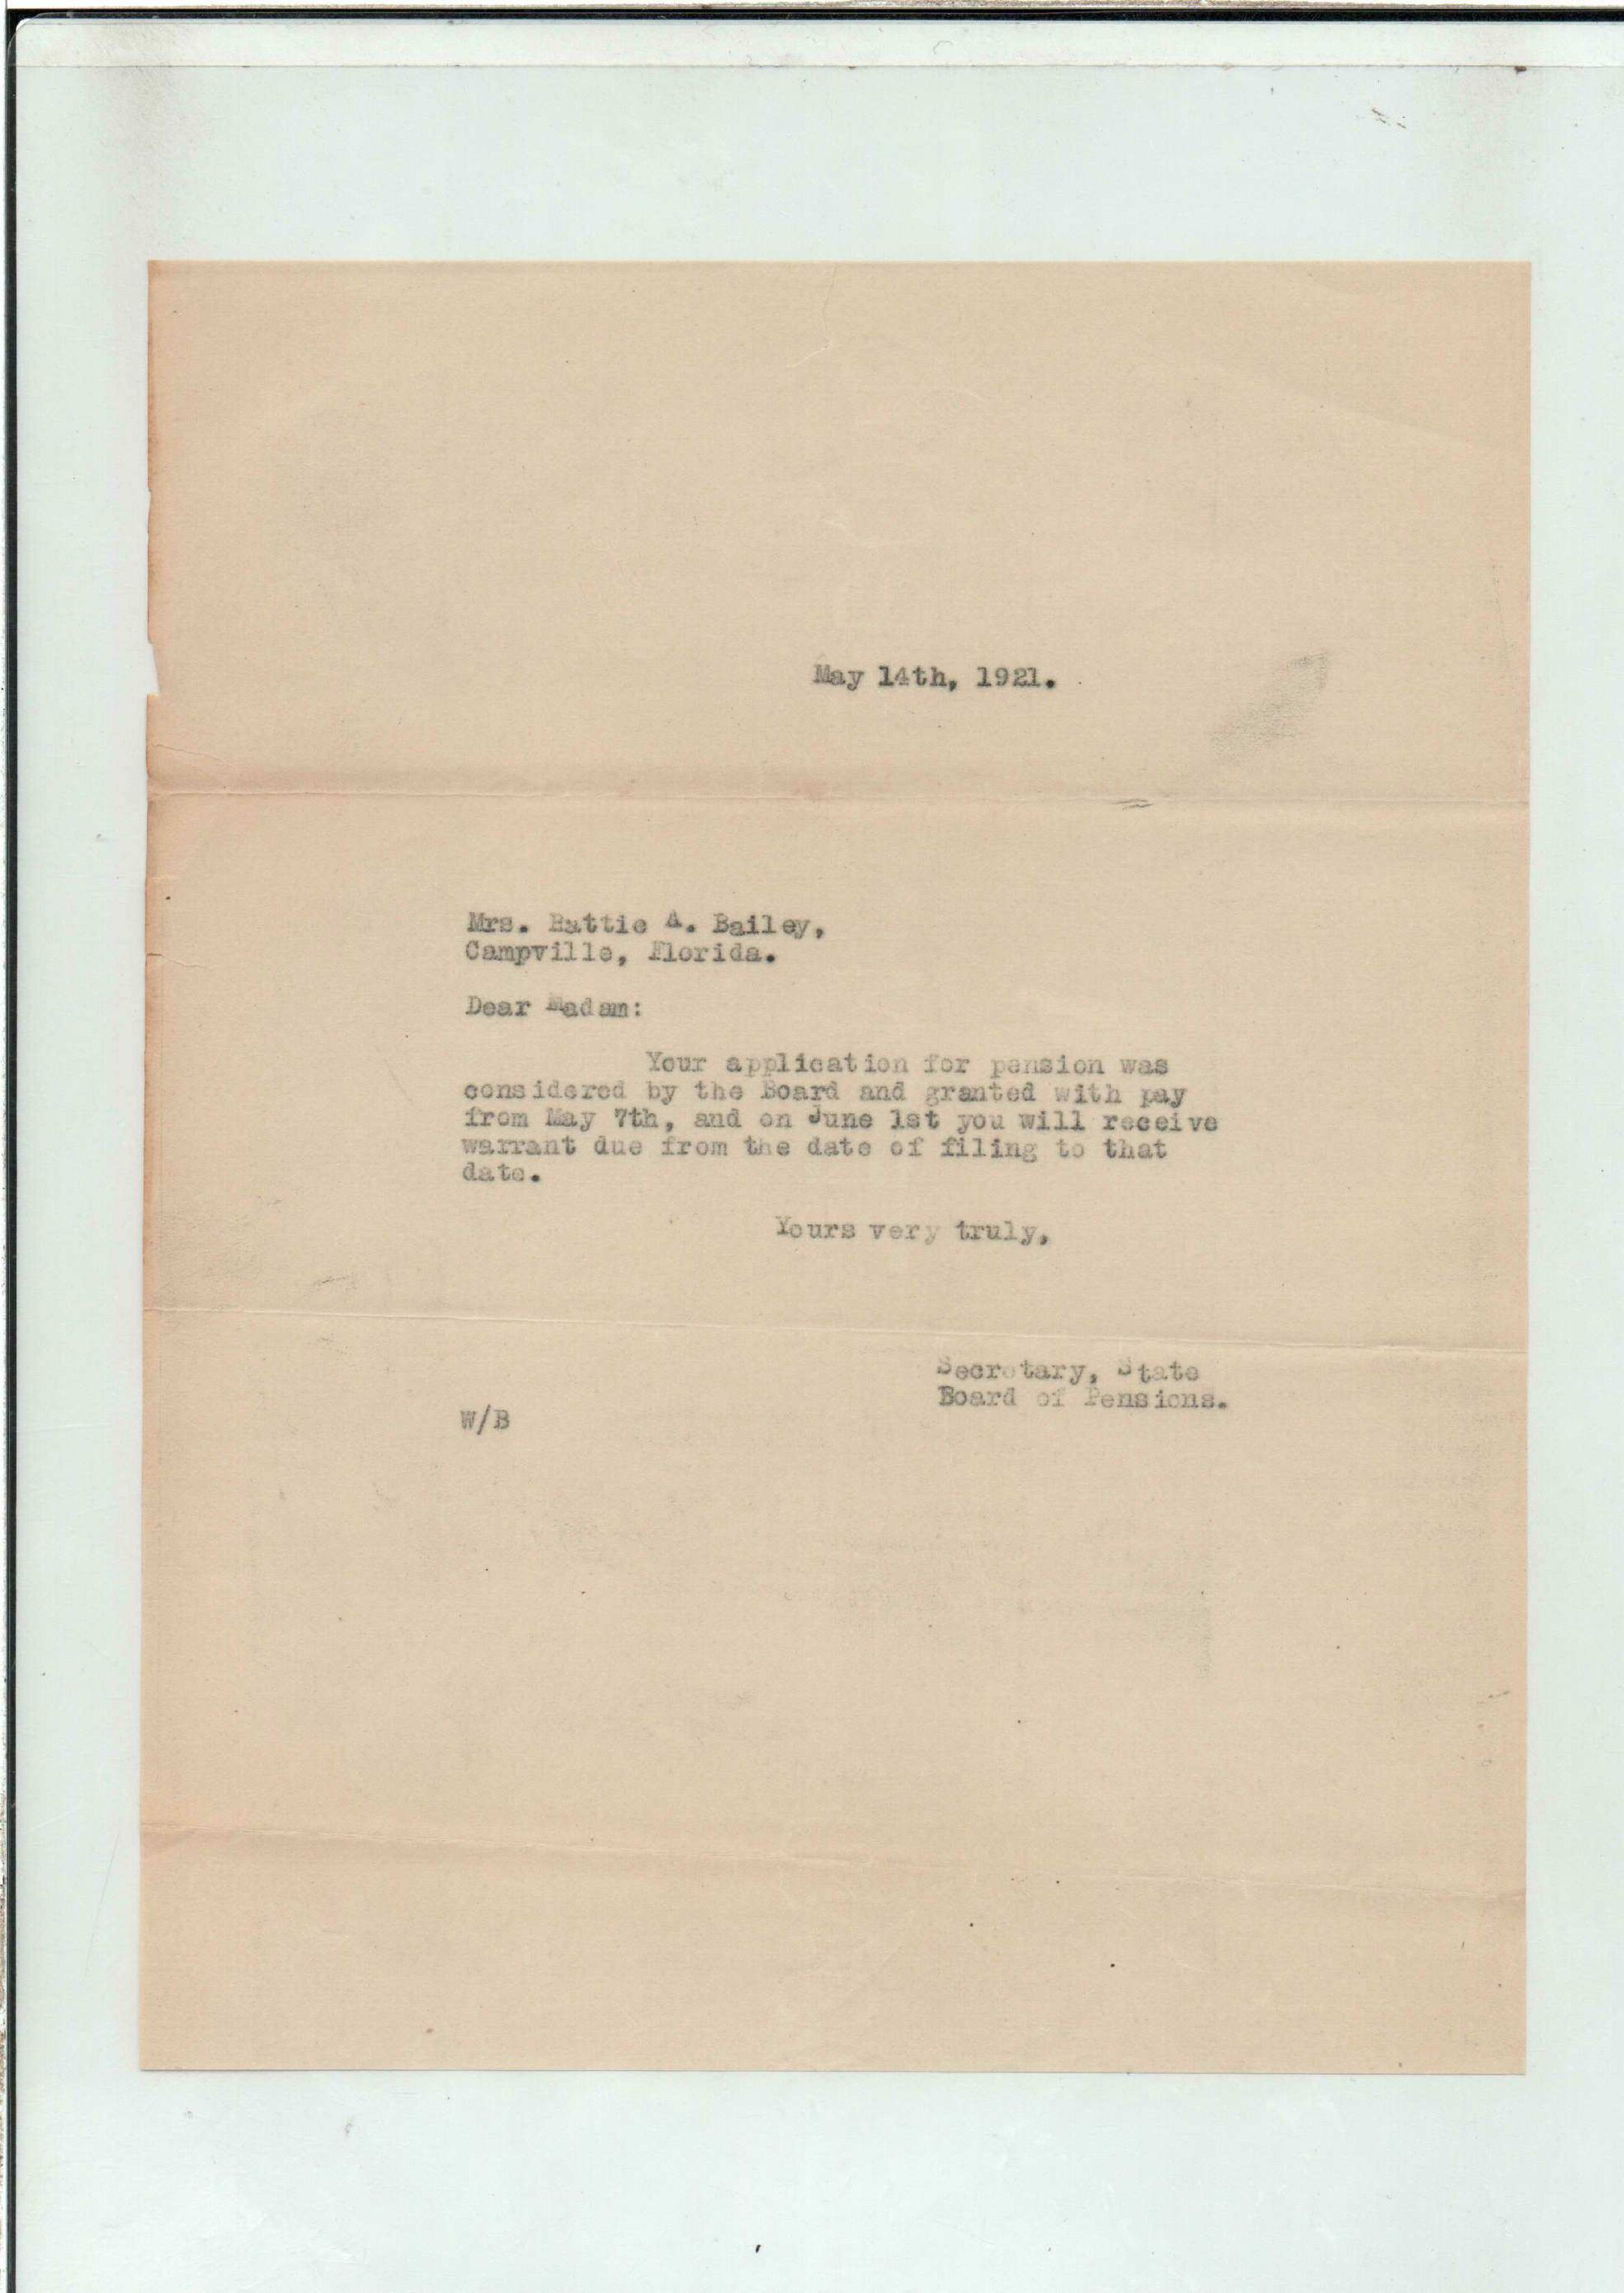 May 14th, 1921.
Mrs. Hattie A. Bailey,
Campville, Florida.
Dear Madam:
Your application for pension was
considered by the Board and granted with pay
from May 7th, and on June 1st you will receive
warrant due from the date of filing to that
date.
Yours very truly,
Secretary, State
Board of Pensions.
W/B